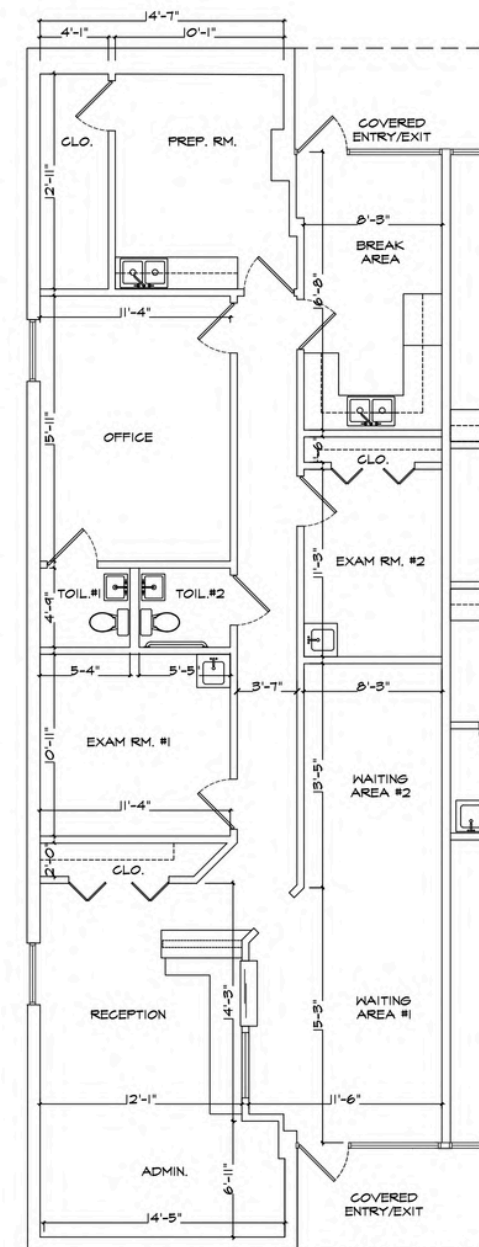 14'-7"
4'-1"
10'-1"
COVERED
ENTRY/EXIT
CLO.
PREP. RM.
12'-11"
8'-3"
BREAK
AREA
11'-4"
15'-11"
OFFICE
1'-6"
CLO.
11'-3"
EXAM RM. #2
TOIL.#1
TOIL.#2
4'-9"
5-4"
5'-5"
3'-7"
8'-3"
10'-11"
EXAM RM. #1
13'-5"
WAITING
AREA #2
11'-4"
2'-0"
CLO.
RECEPTION
14'-3"
15'-3"
WAITING
AREA #1
12'-1"
11'-6"
6'-11"
ADMIN.
14'-5"
COVERED
ENTRY/EXIT